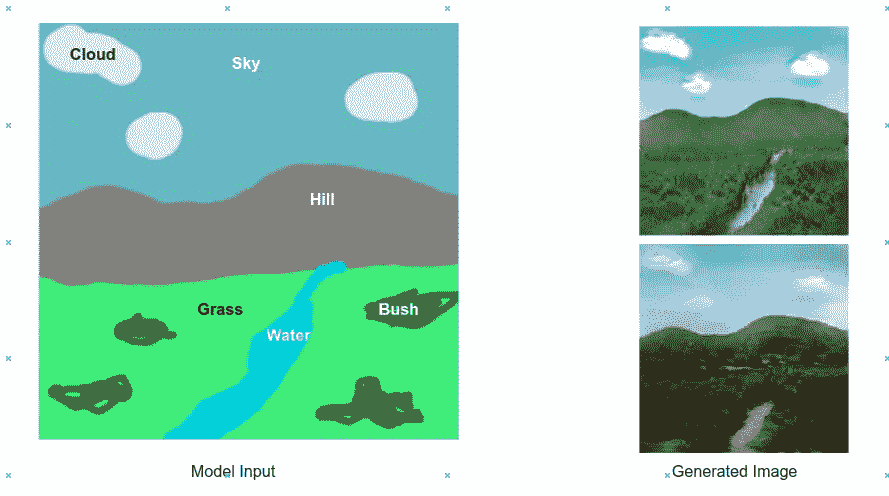 Cloud
Sky
Hill
Grass
Bush
Water
Model Input
Generated Image